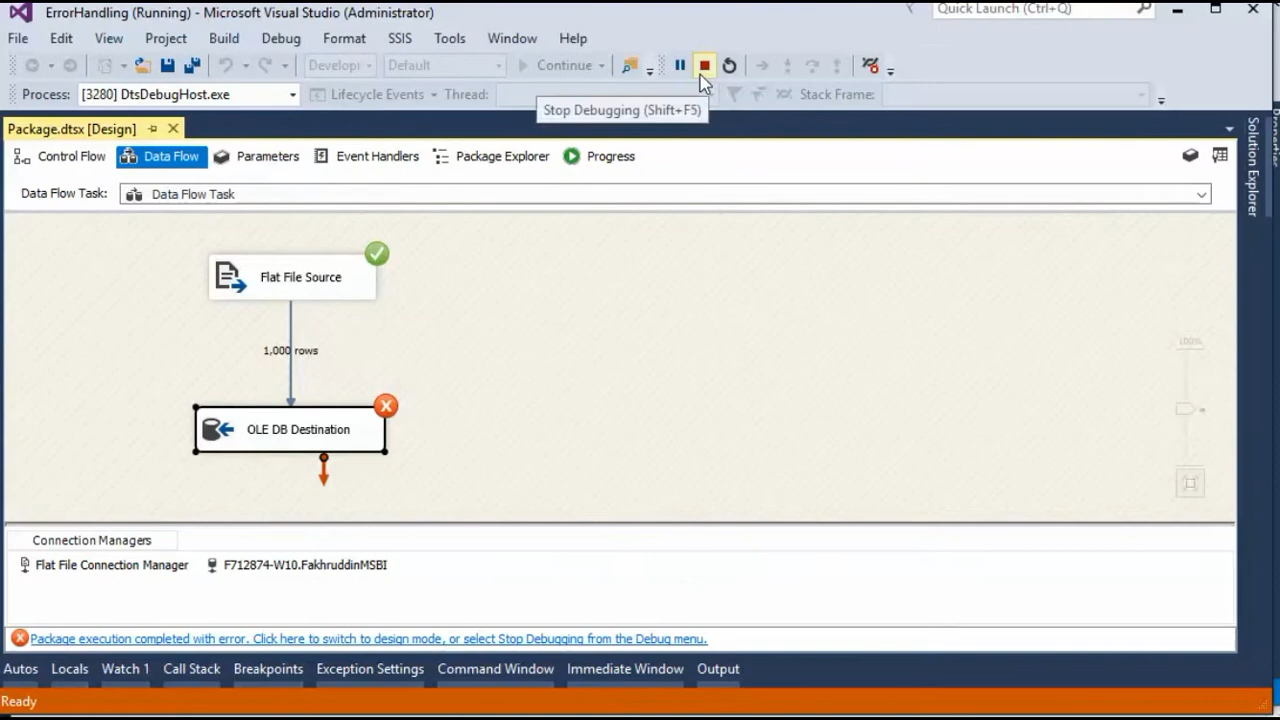 ErrorHandling (Running) - Microsoft Visual Studio (Administrator)
Quick Launch (Ctrl+Q)
File Edit View Project Build Debug Format SSIS Tools Window Help
Develop Default Continue
Process: [3280] DtsDebugHost.exe Lifecycle Events Thread: Stack Frame:
Stop Debugging (Shift+F5)
Package.dtsx [Design]
Control Flow Data Flow Parameters Event Handlers Package Explorer Progress
Data Flow Task: Data Flow Task
Solution Explorer
Properties
Flat File Source
1,000 rows
100%
OLE DB Destination
Connection Managers
Flat File Connection Manager F712874-W10.FakhruddinMSBI
Package execution completed with error. Click here to switch to design mode, or select Stop Debugging from the Debug menu.
Autos Locals Watch 1 Call Stack Breakpoints Exception Settings Command Window Immediate Window Output
Ready